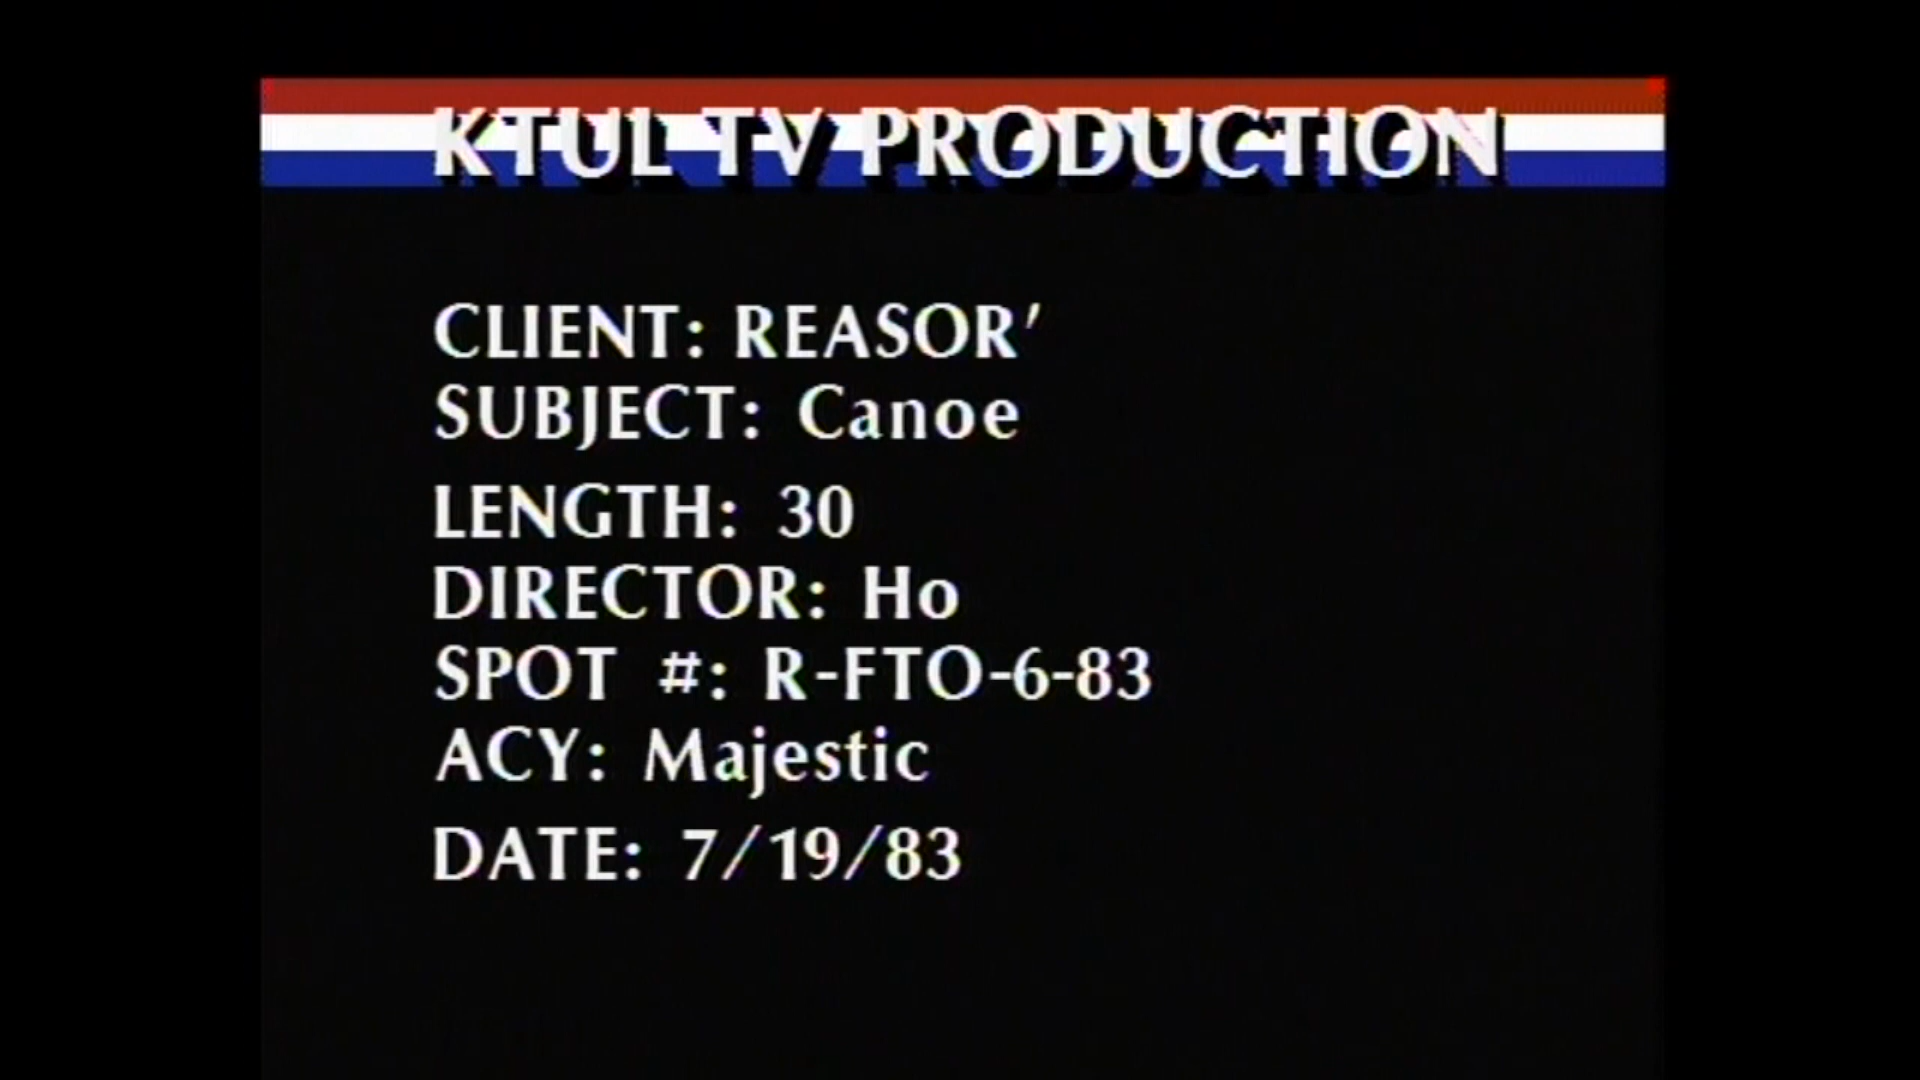 KTUL TV PRODUCTION
CLIENT: REASOR'
SUBJECT: Canoe
LENGTH: 30
DIRECTOR: Ho
SPOT #: R-FTO-6-83
ACY: Majestic
DATE: 7/19/83